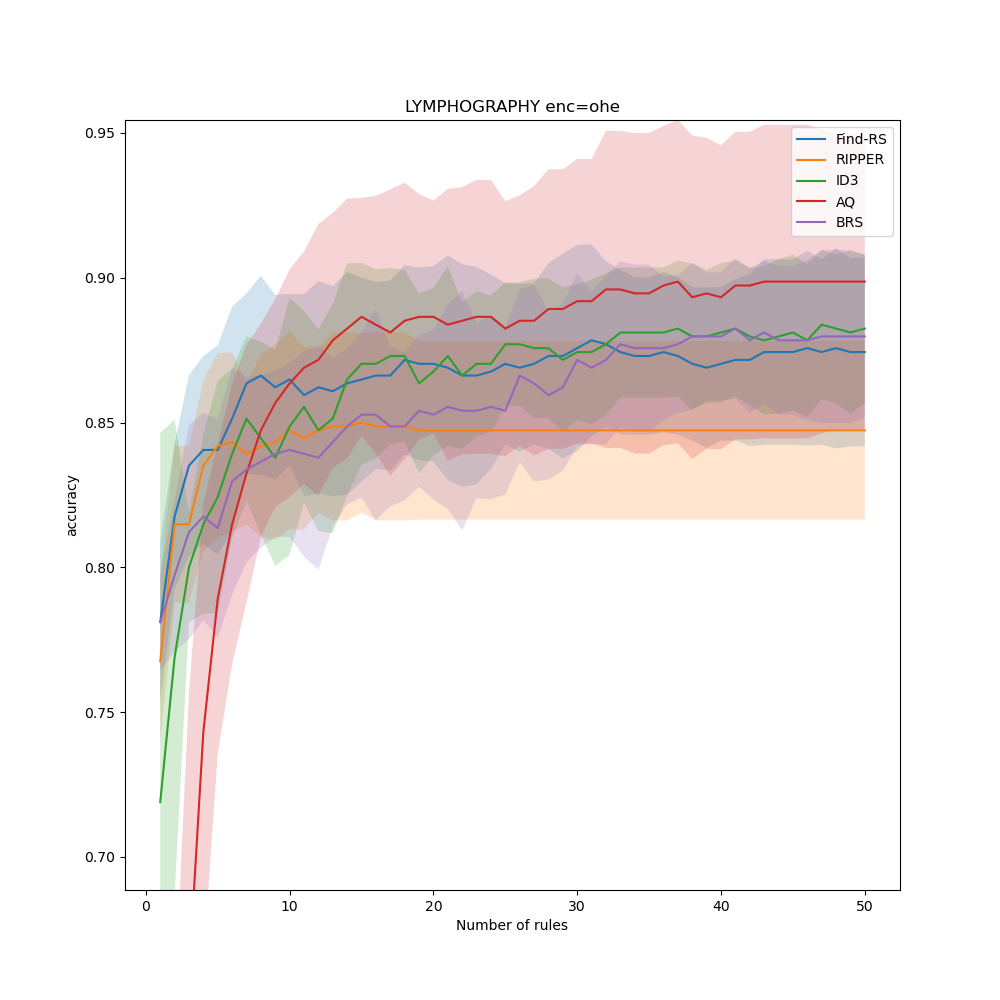 LYMPHOGRAPHY enc=ohe
0.95
0.90
0.85
0.80
0.75
0.70
accuracy
Find-RS
RIPPER
ID3
AQ
BRS
0 10 20 30 40 50
Number of rules